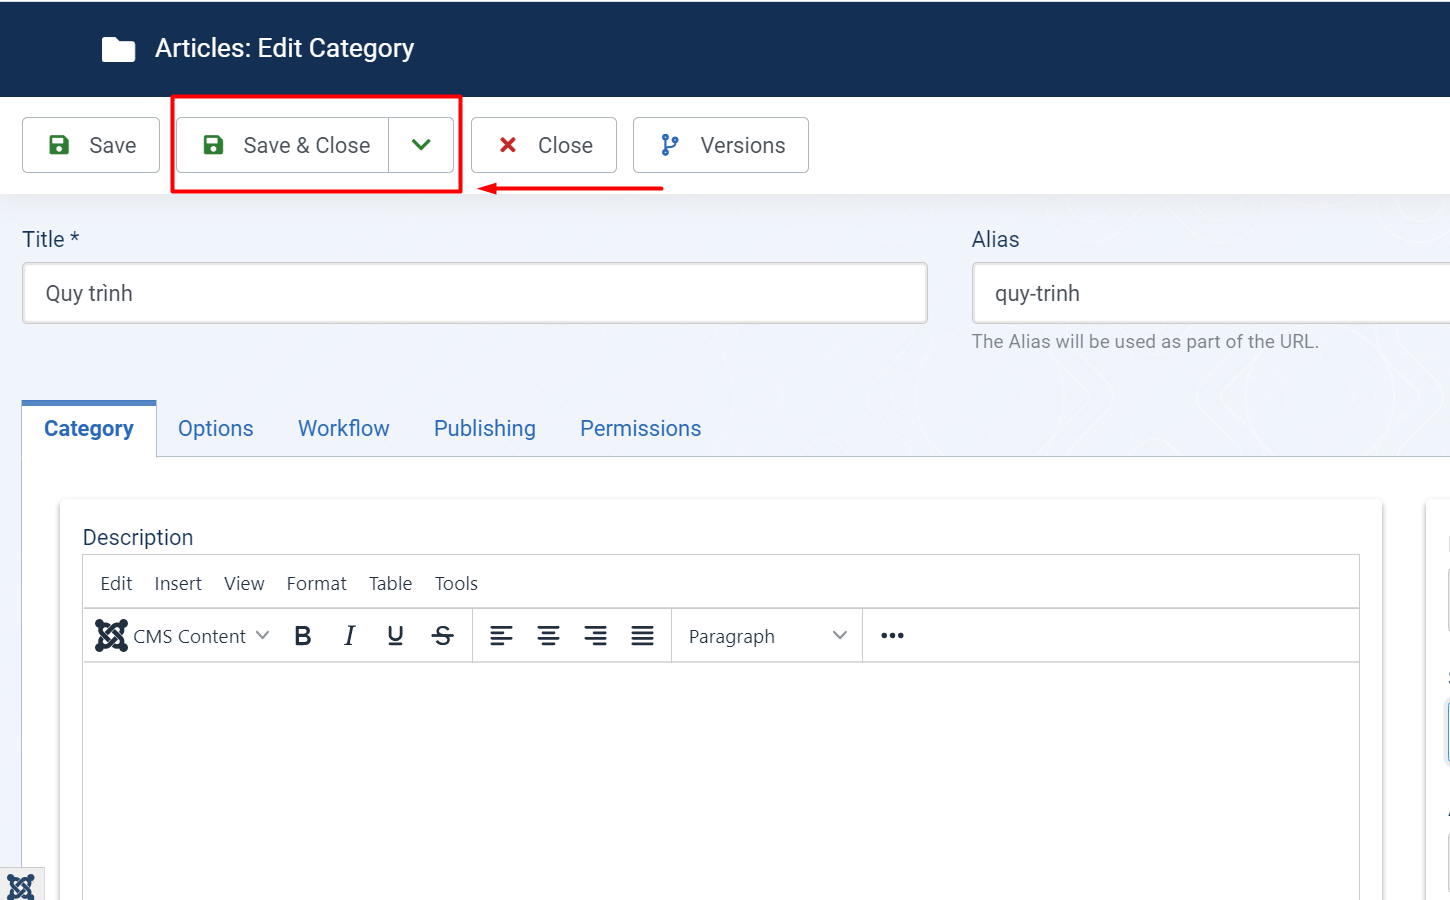 Articles: Edit Category
Save
Save & Close
Close
Versions
Title *
Alias
Quy trình
quy-trinh
The Alias will be used as part of the URL.
Category
Options
Workflow
Publishing
Permissions
Description
Edit Insert View Format Table Tools
CMS Content B I U S Paragraph